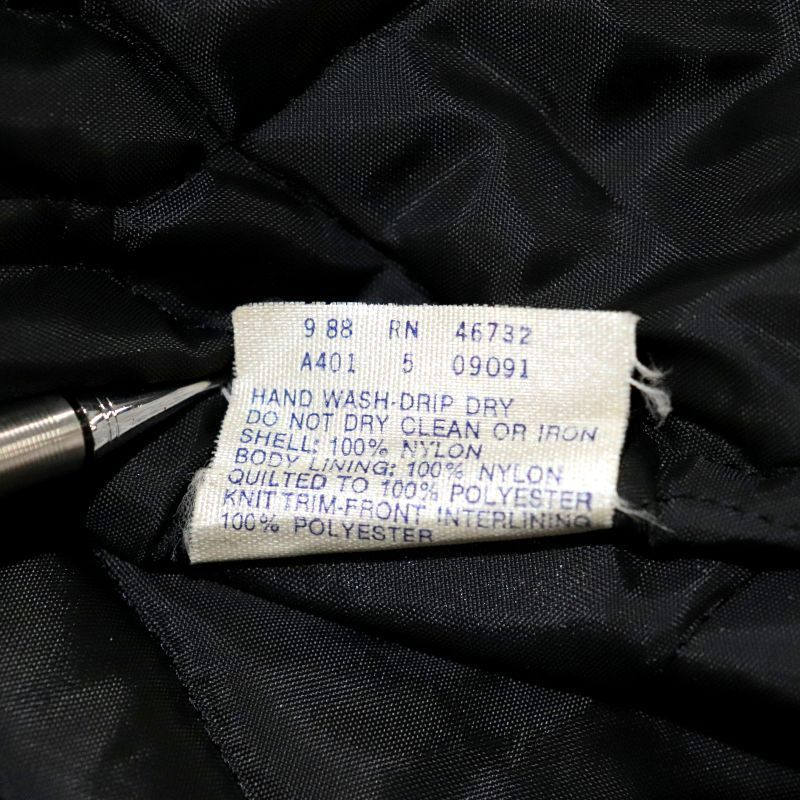 9 88 RN 46732
A401 5 09091
HAND WASH-DRIP DRY
DO NOT DRY CLEAN OR IRON
SHELL: 100% NYLON
BODY LINING: 100% NYLON
QUILTED TO 100% POLYESTER
KNIT TRIM-FRONT INTERLINING
100% POLYESTER